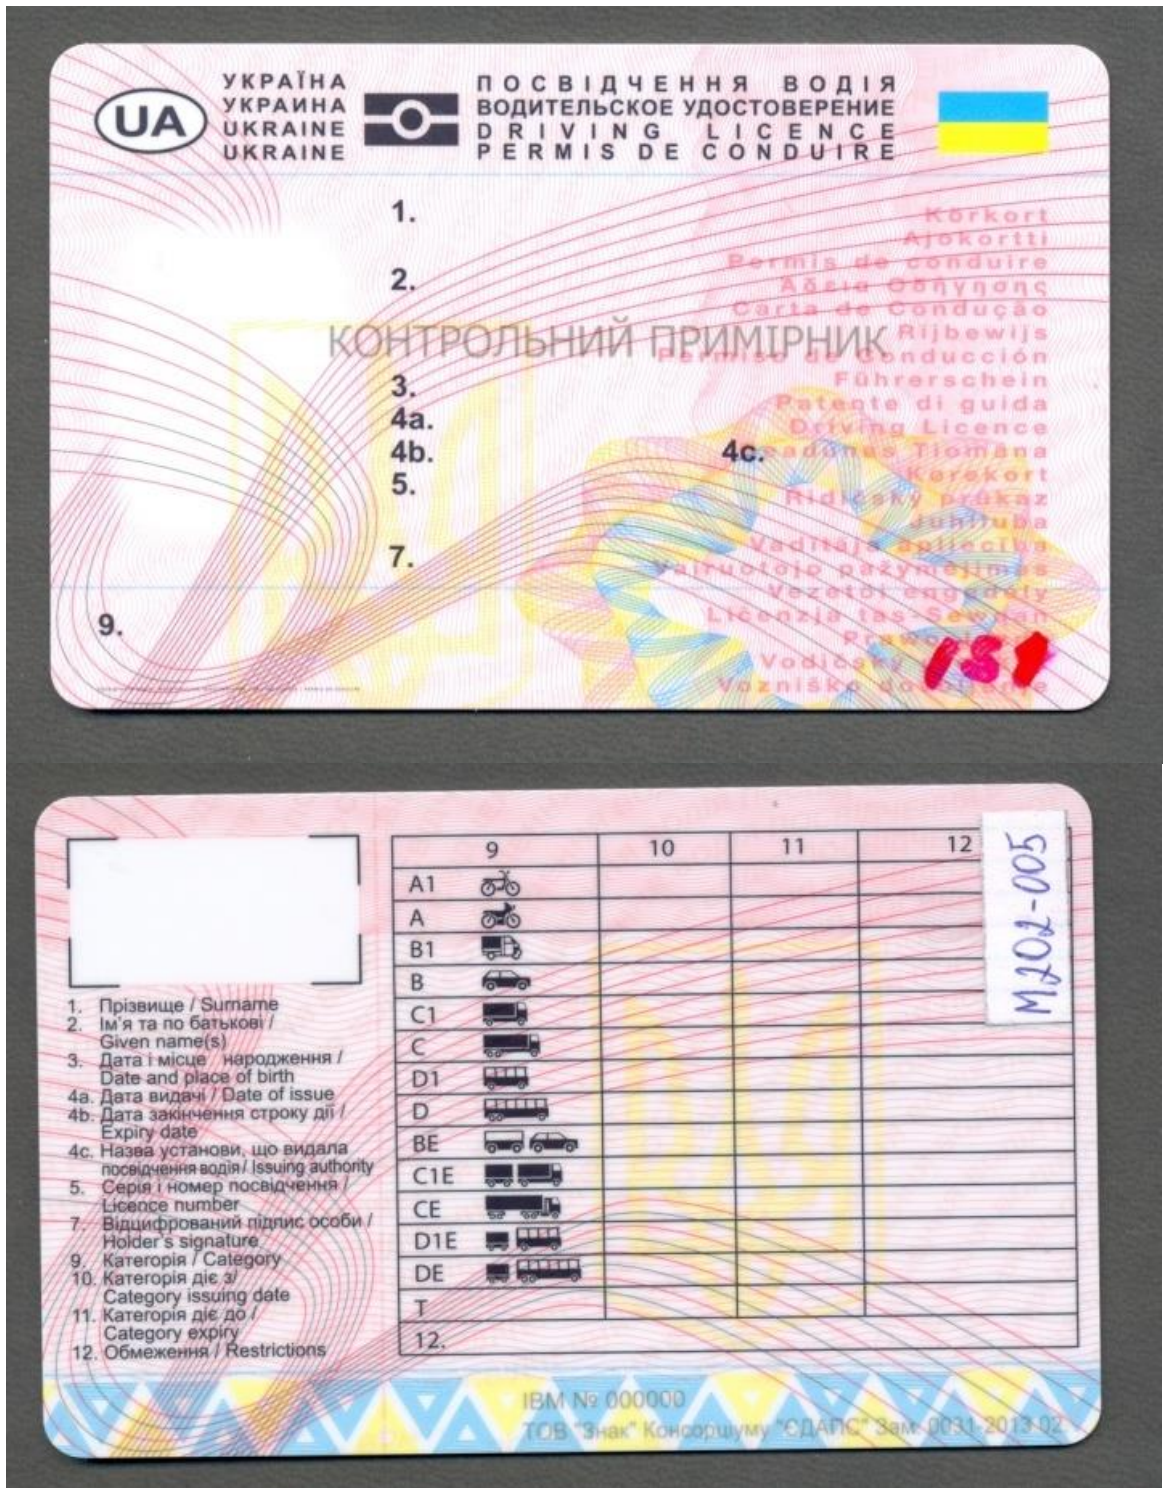 UA
УКРАЇНА
УКРАИНА
UKRAINE
UKRAINE
ПОСВІДЧЕННЯ ВОДІЯ
ВОДИТЕЛЬСКОЕ УДОСТОВЕРЕНИЕ
DRIVING LICENCE
PERMIS DE CONDUIRE
1.
2.
КОНТРОЛЬНИЙ ПРИМІРНИК
3.
4a.
4b.
4c.
5.
7.
9.
Körkort
Ajokortti
Permis de conduire
Άδεια Οδήγησης
Carta de Condução
Rijbewijs
Permiso de Conducción
Führerschein
Patente di guida
Driving Licence
Tiomána
Kørekort
Řidičský průkaz
Juhiluba
Vadītāja apliecība
Vairuotojo pažymėjimas
Vezetői engedély
Liċenzja tas-Sewqan
Vodičský
Vozniško dovoljenje
151
9 10 11 12
A1
A
B1
B
C1
C
D1
D
BE
C1E
CE
D1E
DE
T
12.
M202-005
1. Прізвище / Surname
2. Ім'я та по батькові /
Given name(s)
3. Дата і місце народження /
Date and place of birth
4a. Дата видачі / Date of issue
4b. Дата закінчення строку дії /
Expiry date
4c. Назва установи, що видала
посвідчення водія / Issuing authority
5. Серія і номер посвідчення /
Licence number
7. Відцифрований підпис особи /
Holder's signature
9. Категорія / Category
10. Категорія діє з/
Category issuing date
11. Категорія діє до /
Category expiry
12. Обмеження / Restrictions
ІВМ № 000000
ТОВ "Знак" Консорціуму "ЄДАПС" Зам. 0031-2013 02